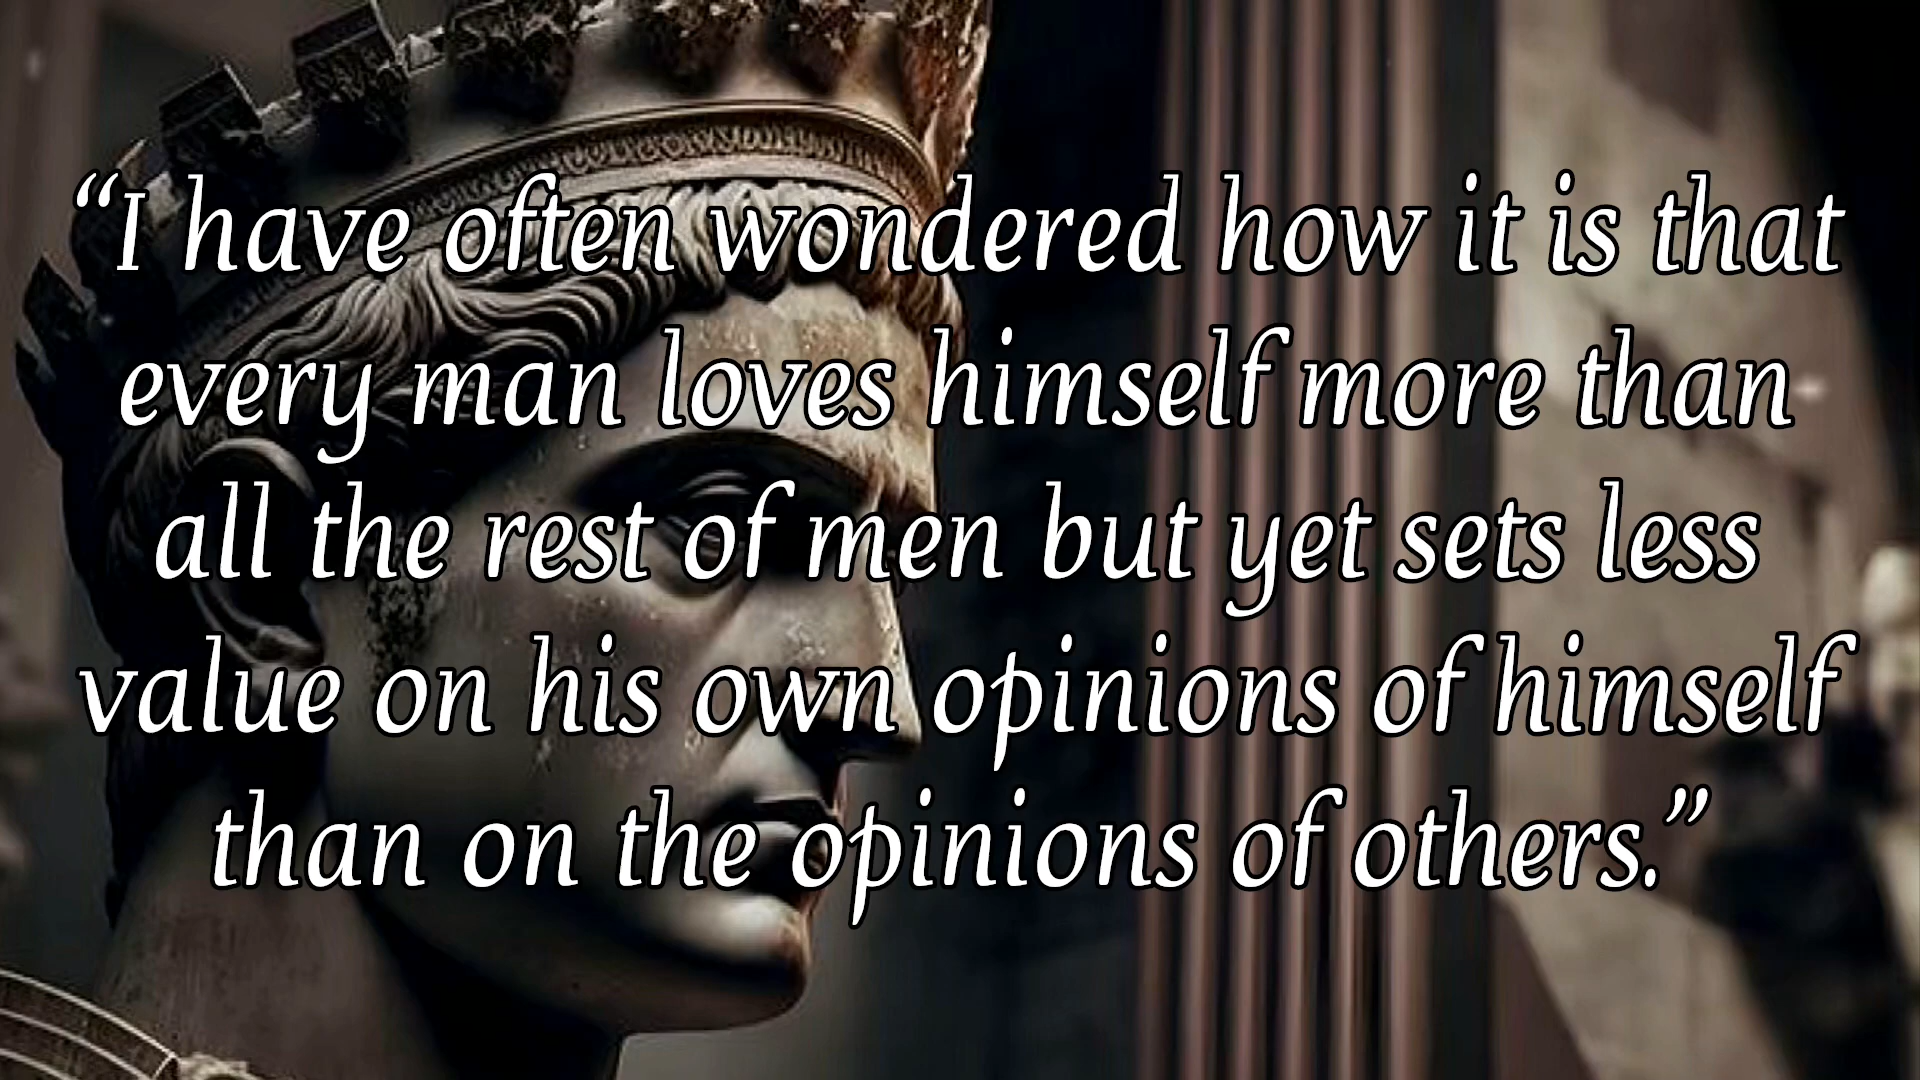 “I have often wondered how it is that
every man loves himself more than
all the rest of men but yet sets less
value on his own opinions of himself
than on the opinions of others.”